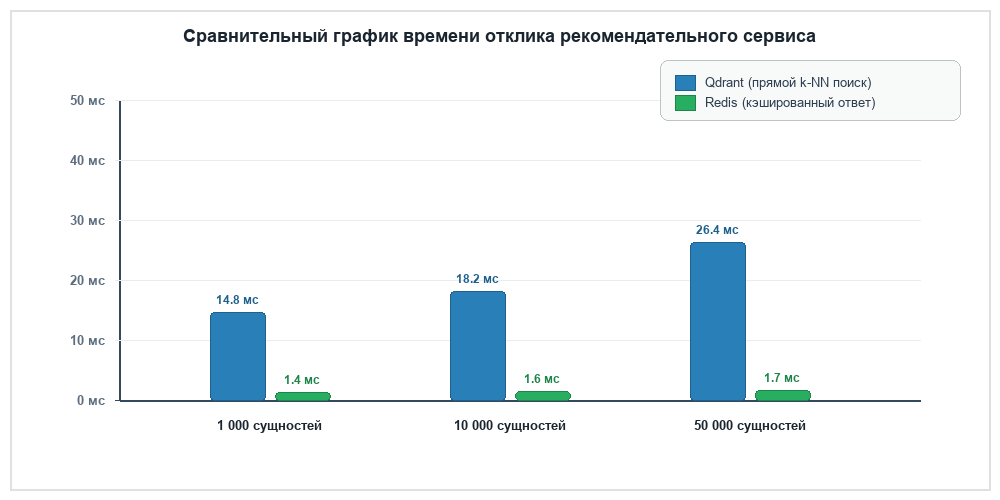 Сравнительный график времени отклика рекомендательного сервиса
Qdrant (прямой k-NN поиск)
Redis (кэшированный ответ)
50 мс
40 мс
30 мс
20 мс
10 мс
0 мс
14.8 мс
1.4 мс
18.2 мс
1.6 мс
26.4 мс
1.7 мс
1 000 сущностей
10 000 сущностей
50 000 сущностей